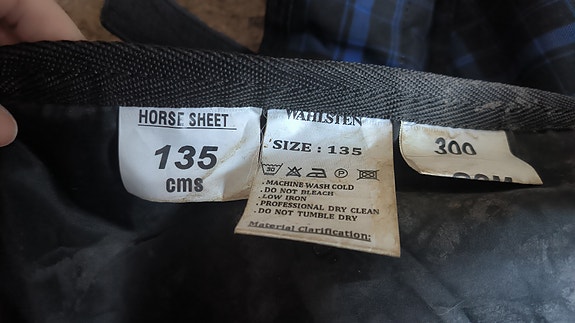 HORSE SHEET
135
cms
WAHLSTEN
SIZE : 135
30
P
. MACHINE WASH COLD
. DO NOT BLEACH
. LOW IRON
. PROFESSIONAL DRY CLEAN
. DO NOT TUMBLE DRY
Material Clarification:
300